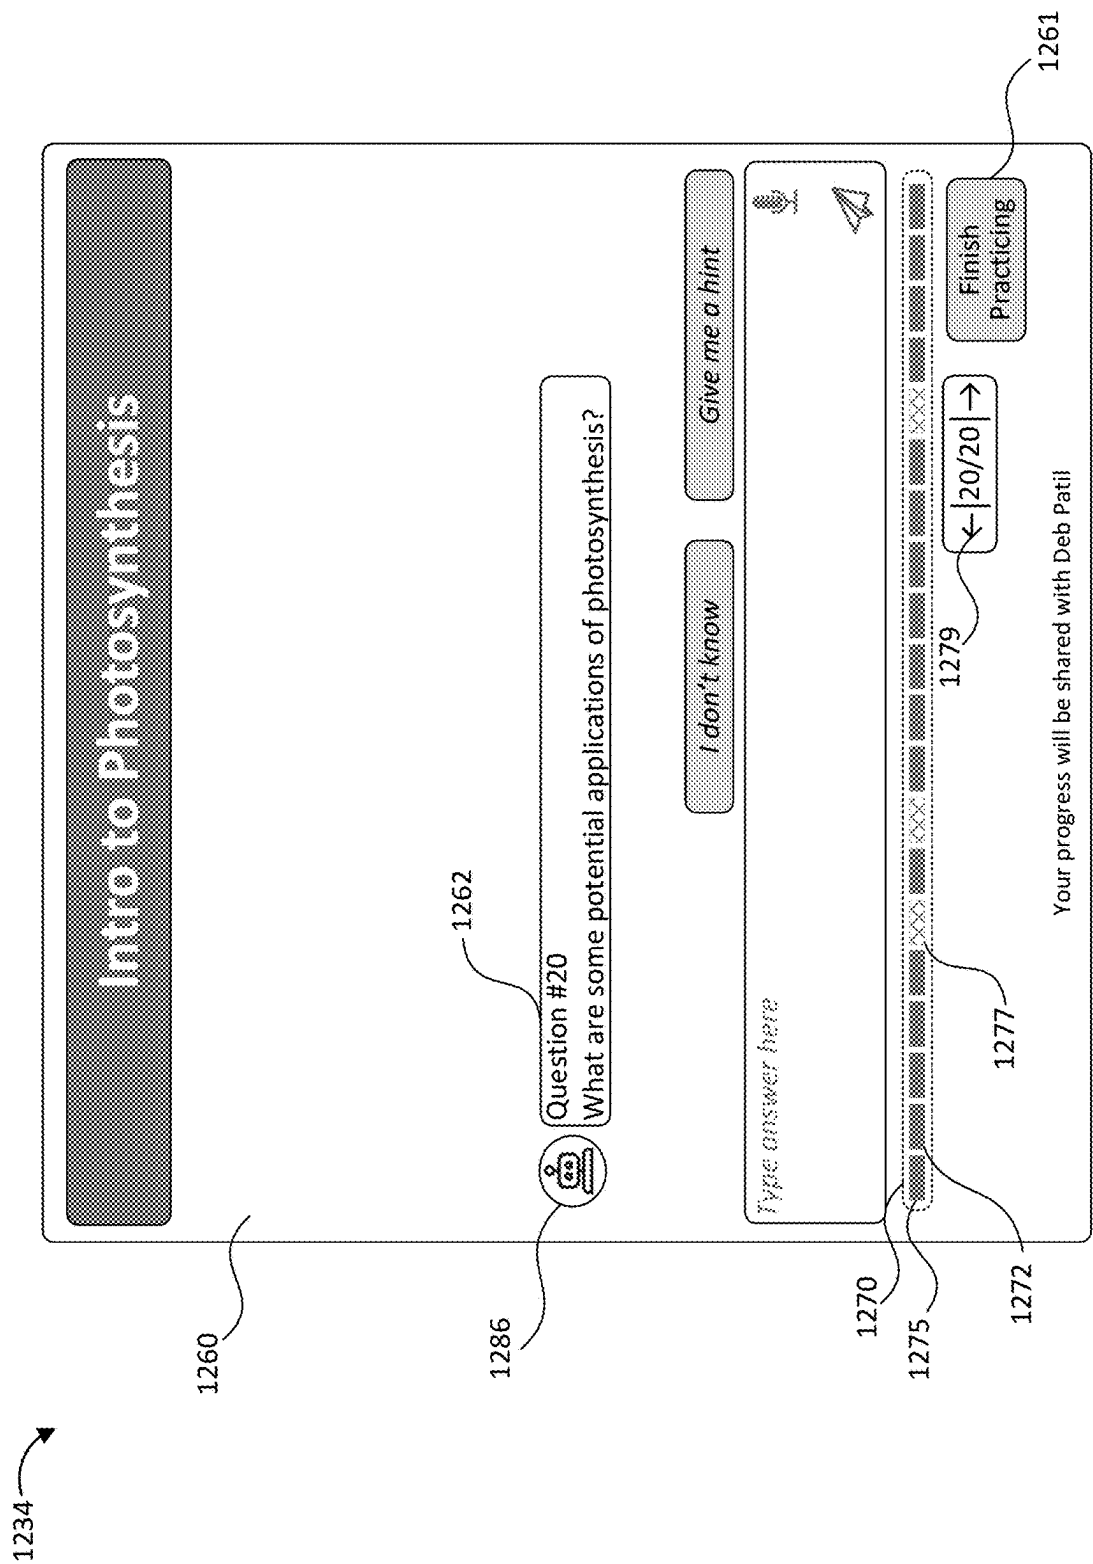 1234
1260
Intro to Photosynthesis
1286
1262
Question #20
What are some potential applications of photosynthesis?
I don't know
Give me a hint
Type answer here
1270
1275
1272
1277
1279
←|20/20|→
Finish
Practicing
1261
Your progress will be shared with Deb Patil